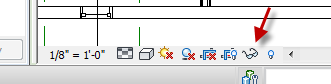 1/8" = 1'-0"